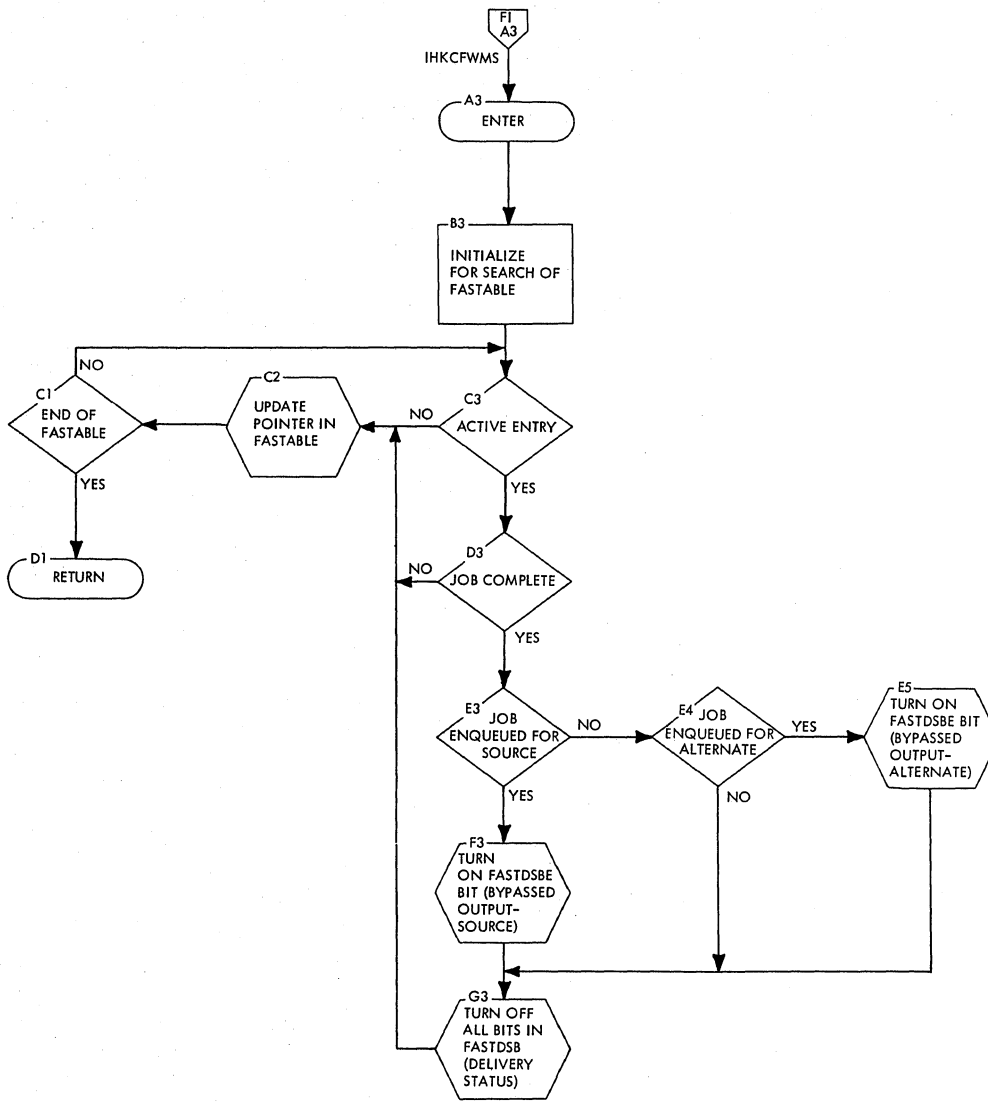 F1
A3
IHKCFWMS
A3
ENTER
B3
INITIALIZE
FOR SEARCH OF
FASTABLE
NO
C1
END OF
FASTABLE
YES
C2
UPDATE
POINTER IN
FASTABLE
NO
C3
ACTIVE ENTRY
YES
D1
RETURN
NO
D3
JOB COMPLETE
YES
E3
JOB
ENQUEUED FOR
SOURCE
NO
YES
E4
JOB
ENQUEUED FOR
ALTERNATE
YES
NO
E5
TURN ON
FASTDSBE BIT
(BYPASSED
OUTPUT-
ALTERNATE)
F3
TURN
ON FASTDSBE
BIT (BYPASSED
OUTPUT-
SOURCE)
G3
TURN OFF
ALL BITS IN
FASTDSB
(DELIVERY
STATUS)